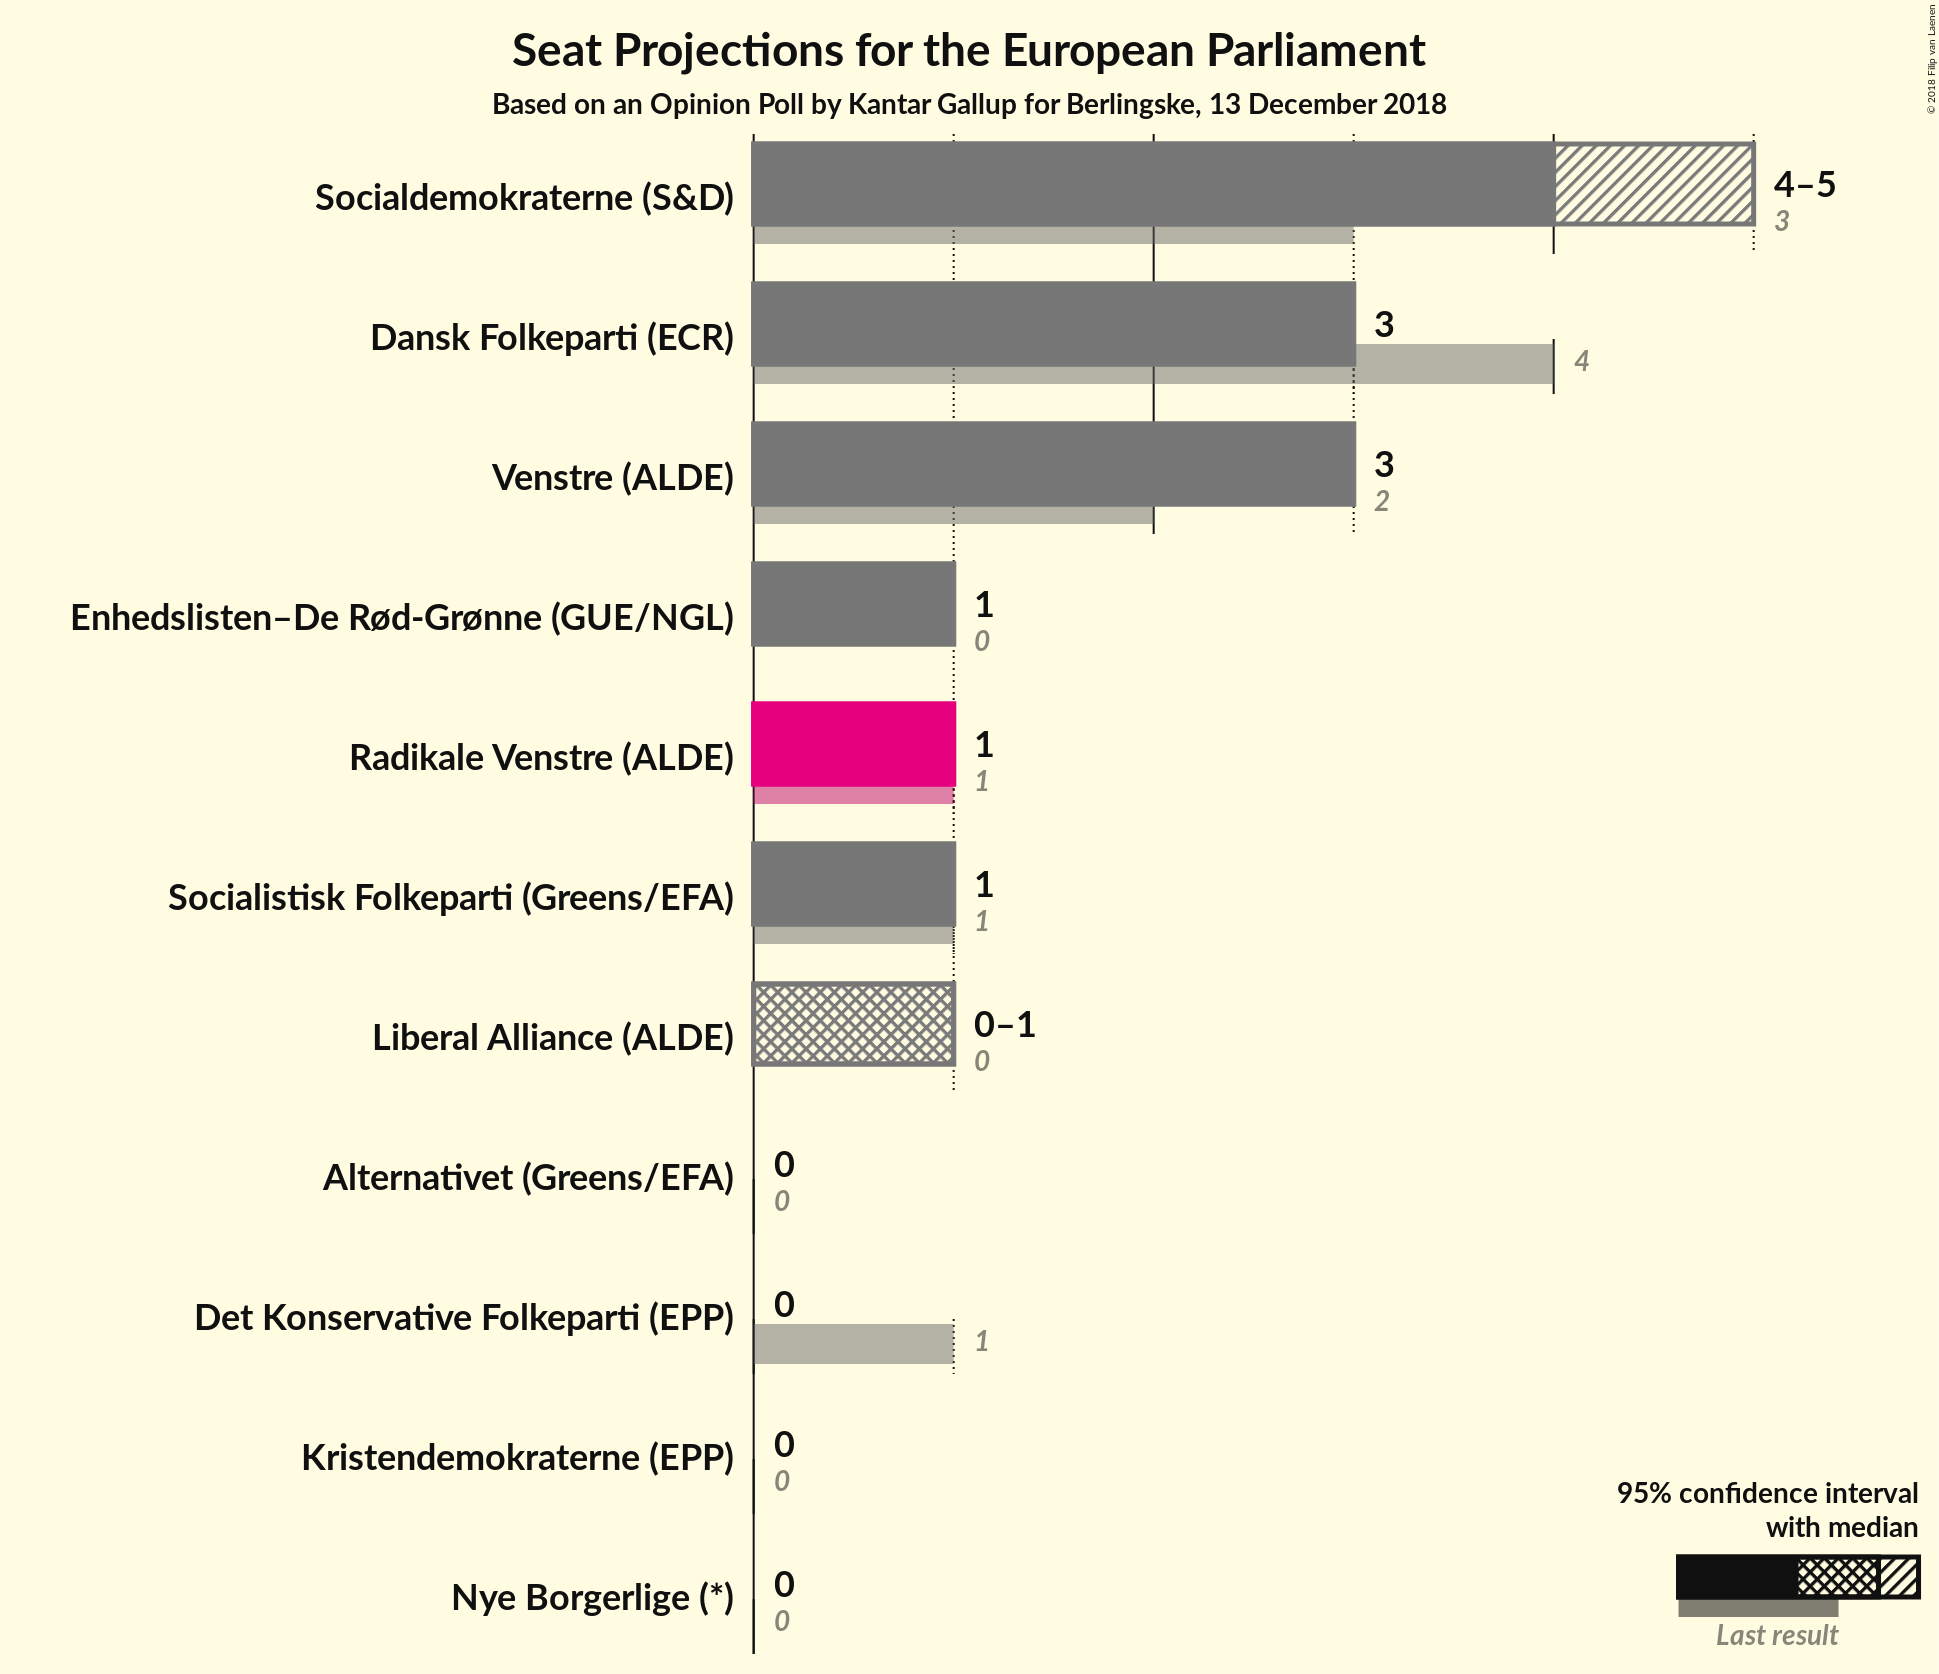 Seat Projections for the European Parliament
Based on an Opinion Poll by Kantar Gallup for Berlingske, 13 December 2018
© 2018 Filip van Laenen
Socialdemokraterne (S&D)
4–5
3
Dansk Folkeparti (ECR)
3
4
Venstre (ALDE)
3
2
Enhedslisten–De Rød-Grønne (GUE/NGL)
1
0
Radikale Venstre (ALDE)
1
1
Socialistisk Folkeparti (Greens/EFA)
1
1
Liberal Alliance (ALDE)
0–1
0
Alternativet (Greens/EFA)
0
0
Det Konservative Folkeparti (EPP)
0
1
Kristendemokraterne (EPP)
0
0
Nye Borgerlige (*)
0
0
95% confidence interval
with median
Last result